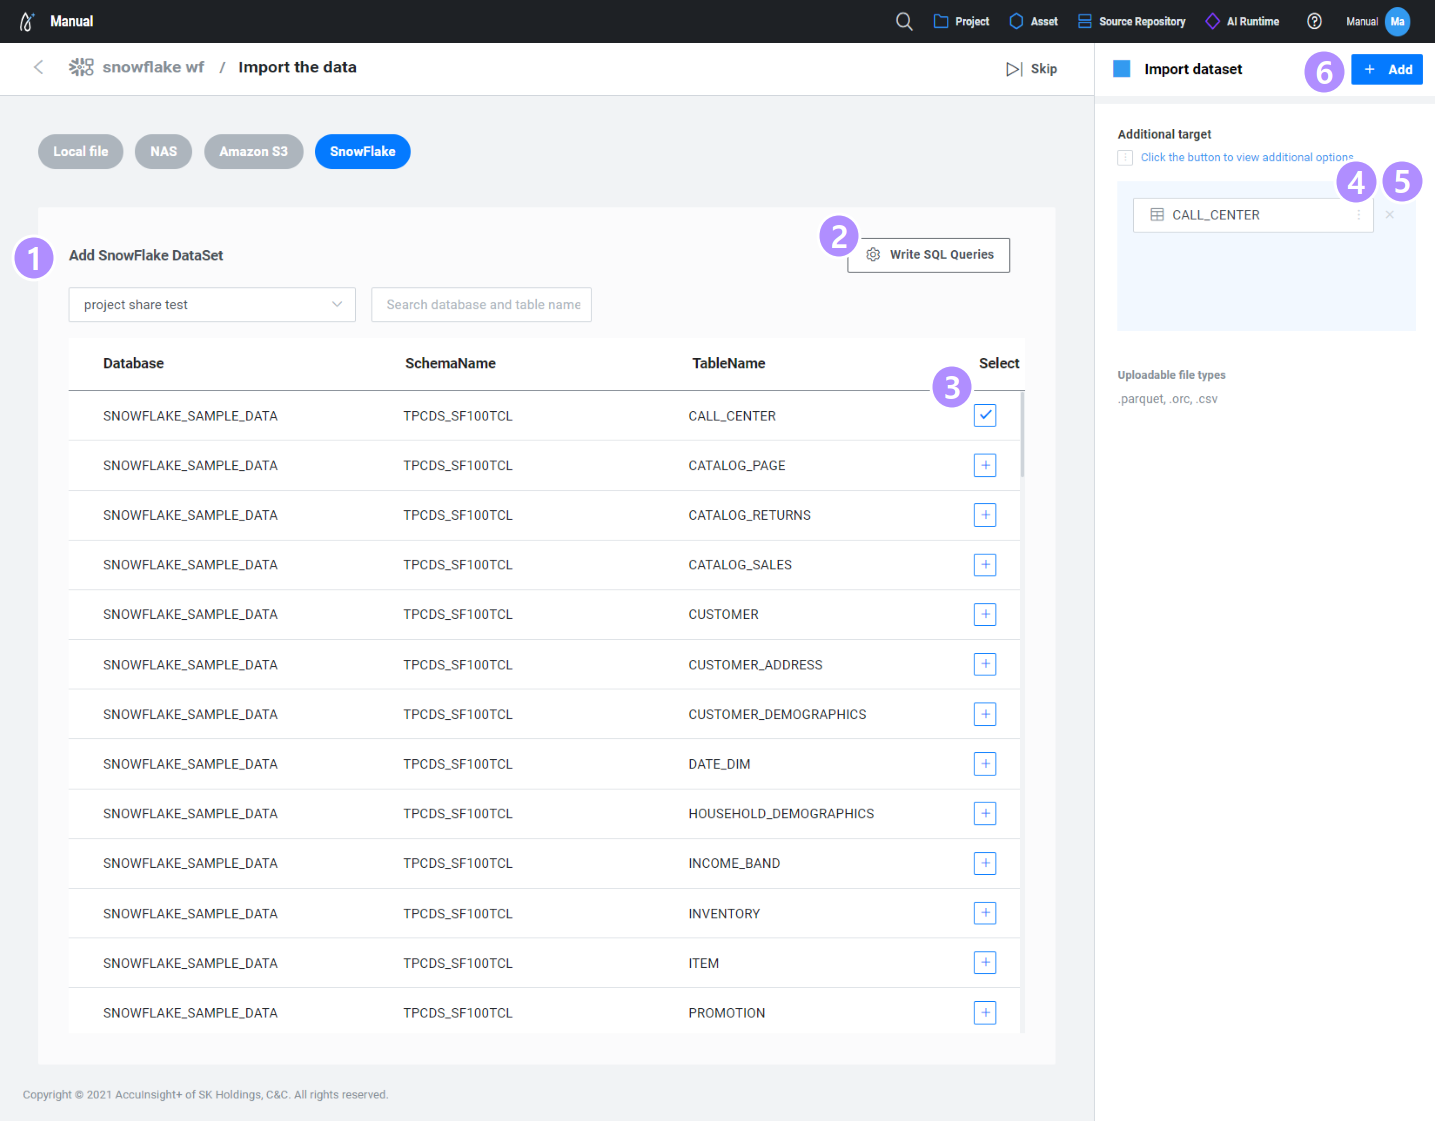 Manual
Project
Asset
Source Repository
AI Runtime
Manual
Ma
snowflake wf / Import the data
Skip
Import dataset
6
+ Add
Local file
NAS
Amazon S3
SnowFlake
Additional target
Click the button to view additional options
4
5
CALL_CENTER
1
Add SnowFlake DataSet
2
Write SQL Queries
project share test
Search database and table name
Database SchemaName TableName Select
3
SNOWFLAKE_SAMPLE_DATA TPCDS_SF100TCL CALL_CENTER
SNOWFLAKE_SAMPLE_DATA TPCDS_SF100TCL CATALOG_PAGE
SNOWFLAKE_SAMPLE_DATA TPCDS_SF100TCL CATALOG_RETURNS
SNOWFLAKE_SAMPLE_DATA TPCDS_SF100TCL CATALOG_SALES
SNOWFLAKE_SAMPLE_DATA TPCDS_SF100TCL CUSTOMER
SNOWFLAKE_SAMPLE_DATA TPCDS_SF100TCL CUSTOMER_ADDRESS
SNOWFLAKE_SAMPLE_DATA TPCDS_SF100TCL CUSTOMER_DEMOGRAPHICS
SNOWFLAKE_SAMPLE_DATA TPCDS_SF100TCL DATE_DIM
SNOWFLAKE_SAMPLE_DATA TPCDS_SF100TCL HOUSEHOLD_DEMOGRAPHICS
SNOWFLAKE_SAMPLE_DATA TPCDS_SF100TCL INCOME_BAND
SNOWFLAKE_SAMPLE_DATA TPCDS_SF100TCL INVENTORY
SNOWFLAKE_SAMPLE_DATA TPCDS_SF100TCL ITEM
SNOWFLAKE_SAMPLE_DATA TPCDS_SF100TCL PROMOTION
Uploadable file types
.parquet, .orc, .csv
Copyright © 2021 AccuInsight+ of SK Holdings, C&C. All rights reserved.